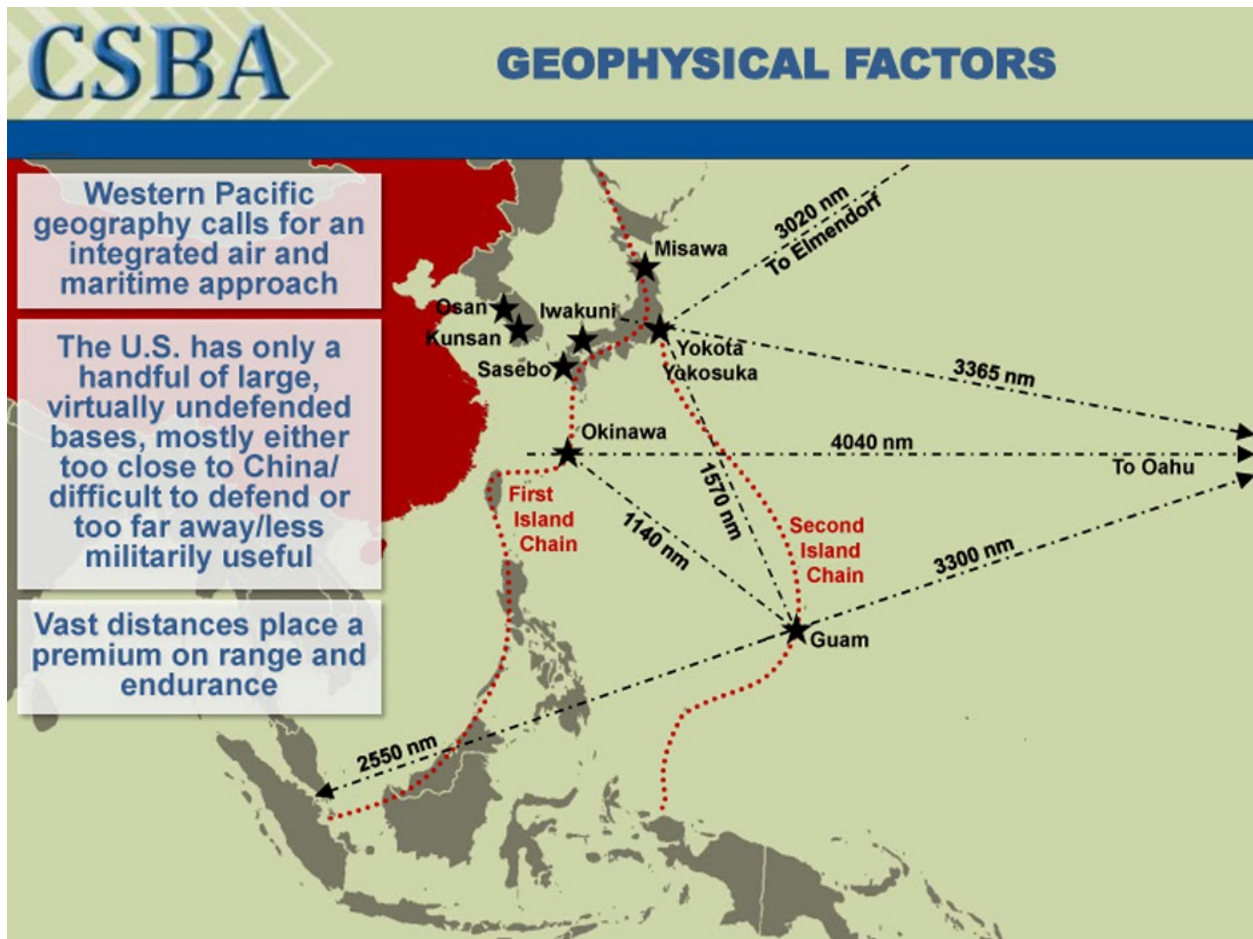 CSBA
GEOPHYSICAL FACTORS
Western Pacific
geography calls for an
integrated air and
maritime approach
The U.S. has only a
handful of large,
virtually undefended
bases, mostly either
too close to China/
difficult to defend or
too far away/less
militarily useful
Vast distances place a
premium on range and
endurance
3020 nm
To Elmendorf
Misawa
Osan
Iwakuni
Kunsan
Sasebo
Yokota
Yokosuka
3365 nm
Okinawa
4040 nm
To Oahu
First
Island
Chain
1570 nm
1140 nm
Second
Island
Chain
3300 nm
Guam
2550 nm